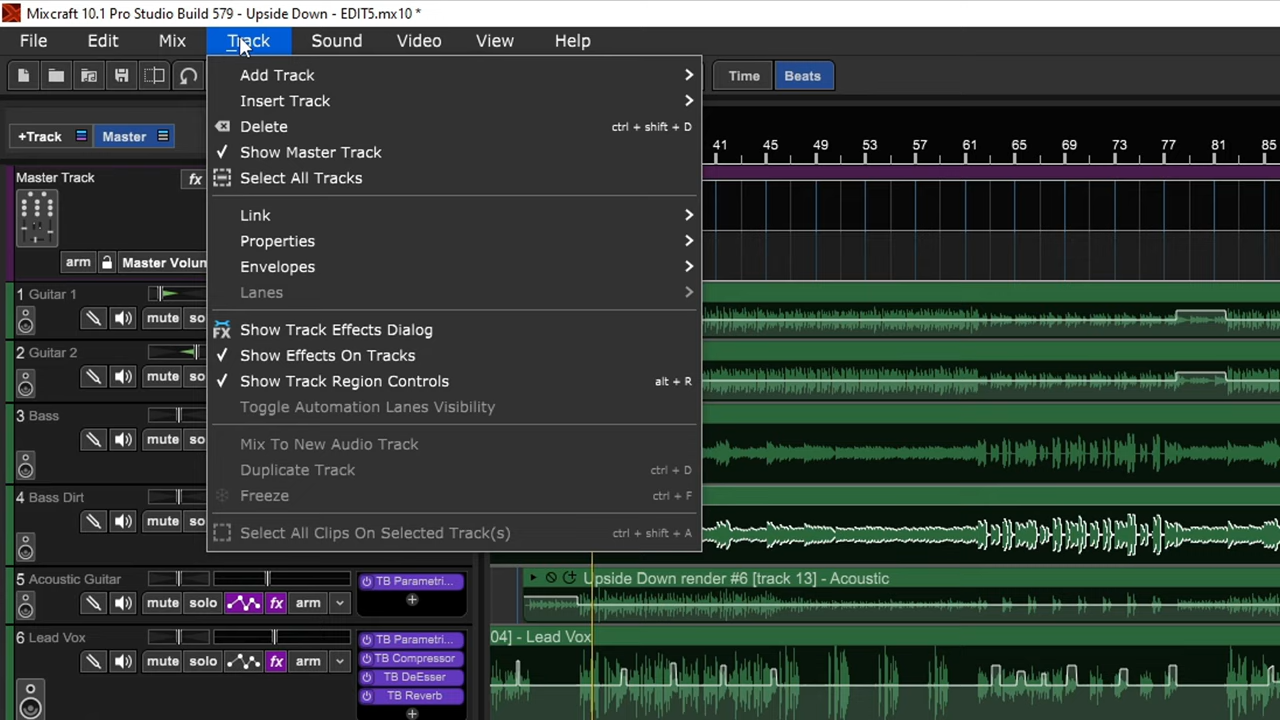 Mixcraft 10.1 Pro Studio Build 579 - Upside Down - EDIT5.mx10 *
File Edit Mix Track Sound Video View Help
Time Beats
Add Track
Insert Track
Delete ctrl + shift + D
Show Master Track
Select All Tracks
Link
Properties
Envelopes
Lanes
FX Show Track Effects Dialog
Show Effects On Tracks
Show Track Region Controls alt + R
Toggle Automation Lanes Visibility
Mix To New Audio Track
Duplicate Track ctrl + D
Freeze ctrl + F
Select All Clips On Selected Track(s) ctrl + shift + A
+Track Master
41 45 49 53 57 61 65 69 73 77 81 85
Master Track fx
arm Master Volum
1 Guitar 1
mute so
2 Guitar 2
mute so
3 Bass
mute so
4 Bass Dirt
mute so
5 Acoustic Guitar
mute solo fx arm
TB Parametri...
Upside Down render #6 [track 13] - Acoustic
6 Lead Vox
mute solo fx arm
TB Parametri...
TB Compressor
TB DeEsser
TB Reverb
04] - Lead Vox